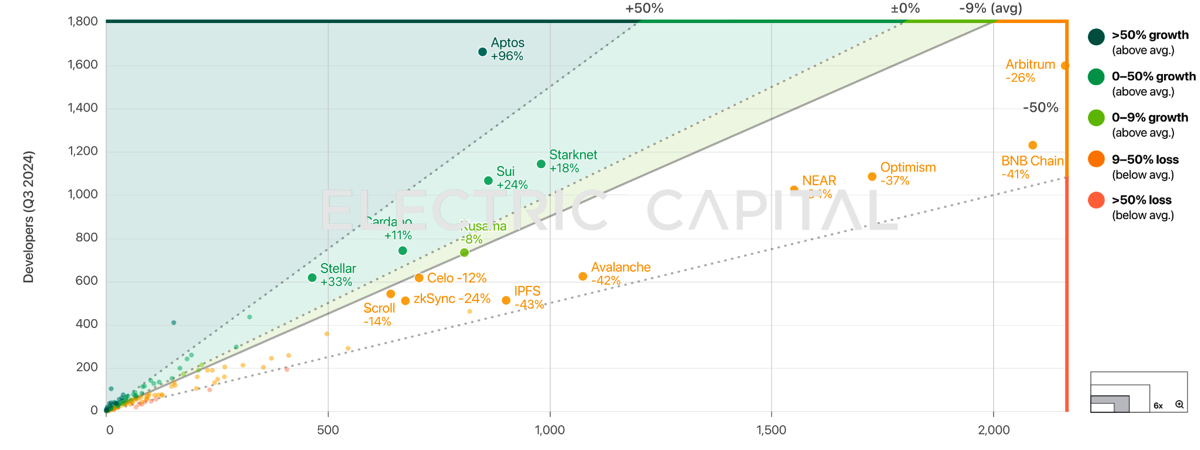 +50%
±0%
-9% (avg)
1,800
1,600
1,400
1,200
1,000
800
600
400
200
0
Developers (Q3 2024)
0
500
1,000
1,500
2,000
Aptos
+96%
Arbitrum
-26%
-50%
BNB Chain
-41%
Starknet
+18%
Sui
+24%
Optimism
-37%
NEAR
ELECTRIC CAPITAL
+11%
Kusama
-8%
Stellar
+33%
Celo -12%
Avalanche
-42%
Scroll
-14%
zkSync -24%
IPFS
-43%
>50% growth
(above avg.)
0–50% growth
(above avg.)
0–9% growth
(above avg.)
9–50% loss
(below avg.)
>50% loss
(below avg.)
6x